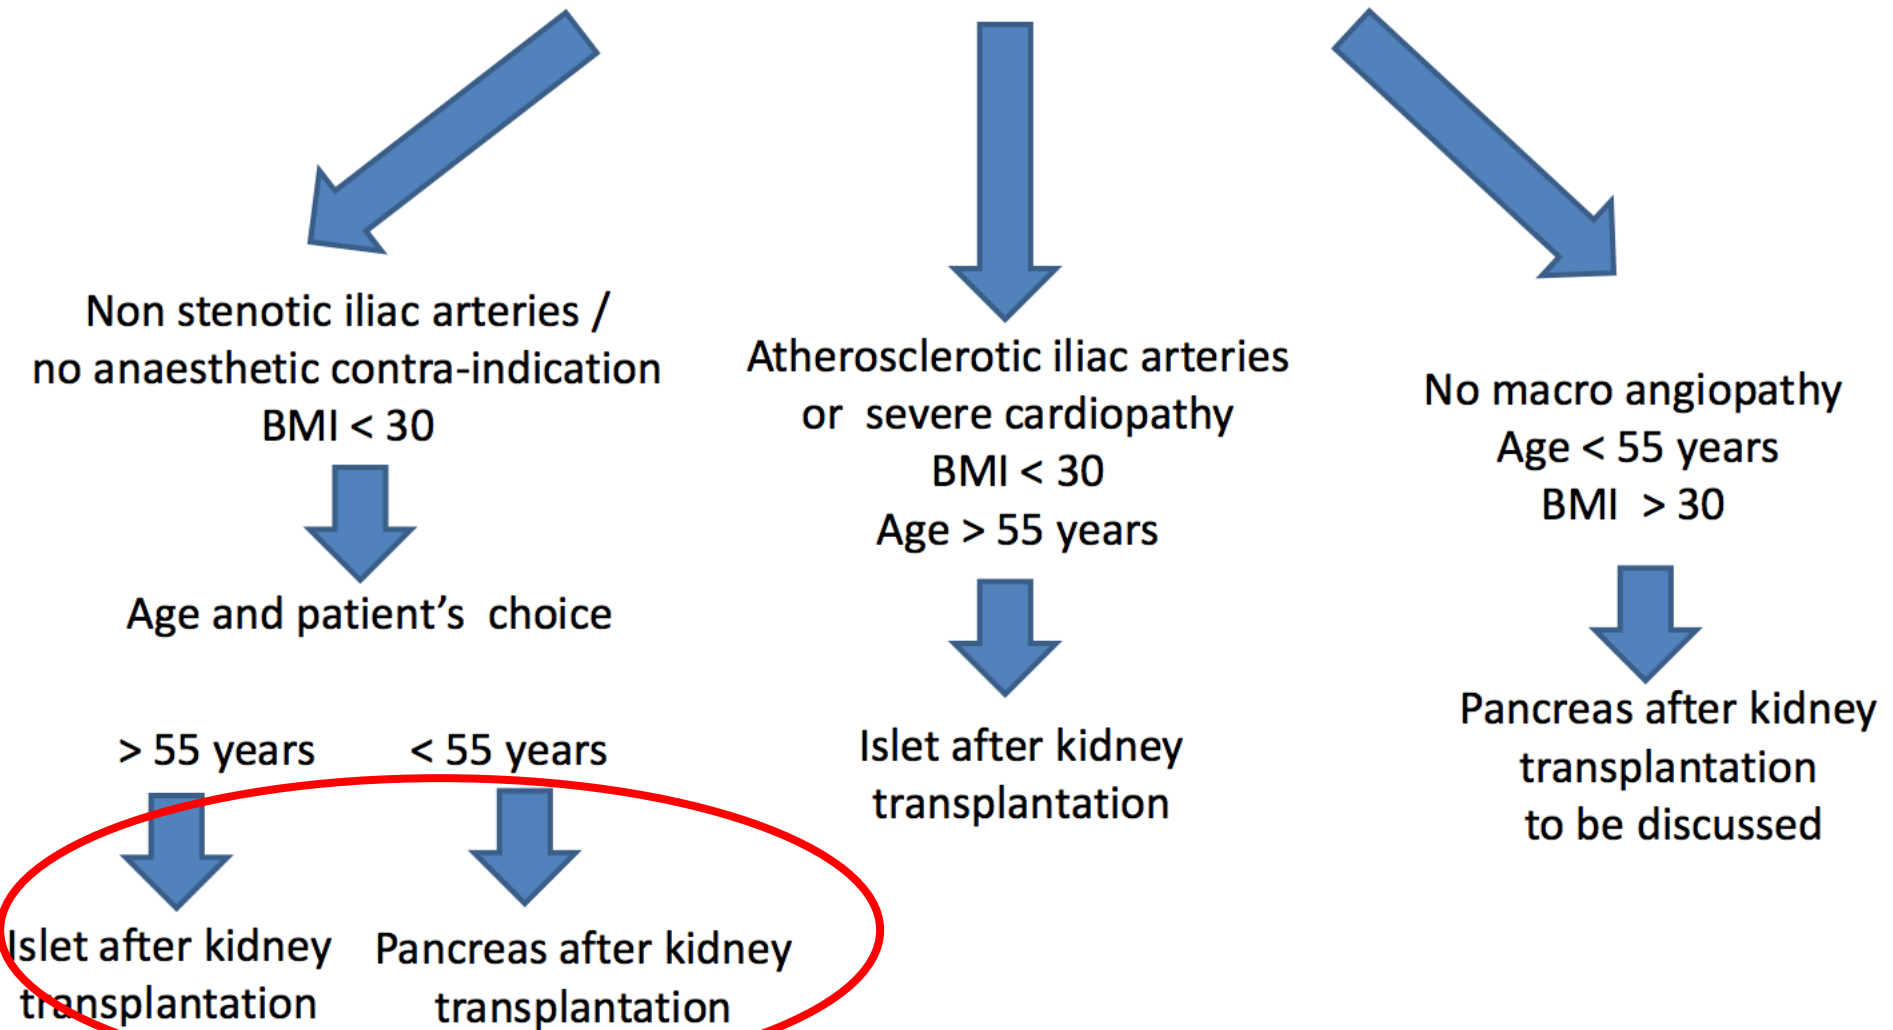 Non stenotic iliac arteries /
no anaesthetic contra-indication
BMI < 30
Age and patient's choice
> 55 years
< 55 years
Islet after kidney
transplantation
Pancreas after kidney
transplantation
Atherosclerotic iliac arteries
or severe cardiopathy
BMI < 30
Age > 55 years
Islet after kidney
transplantation
No macro angiopathy
Age < 55 years
BMI > 30
Pancreas after kidney
transplantation
to be discussed